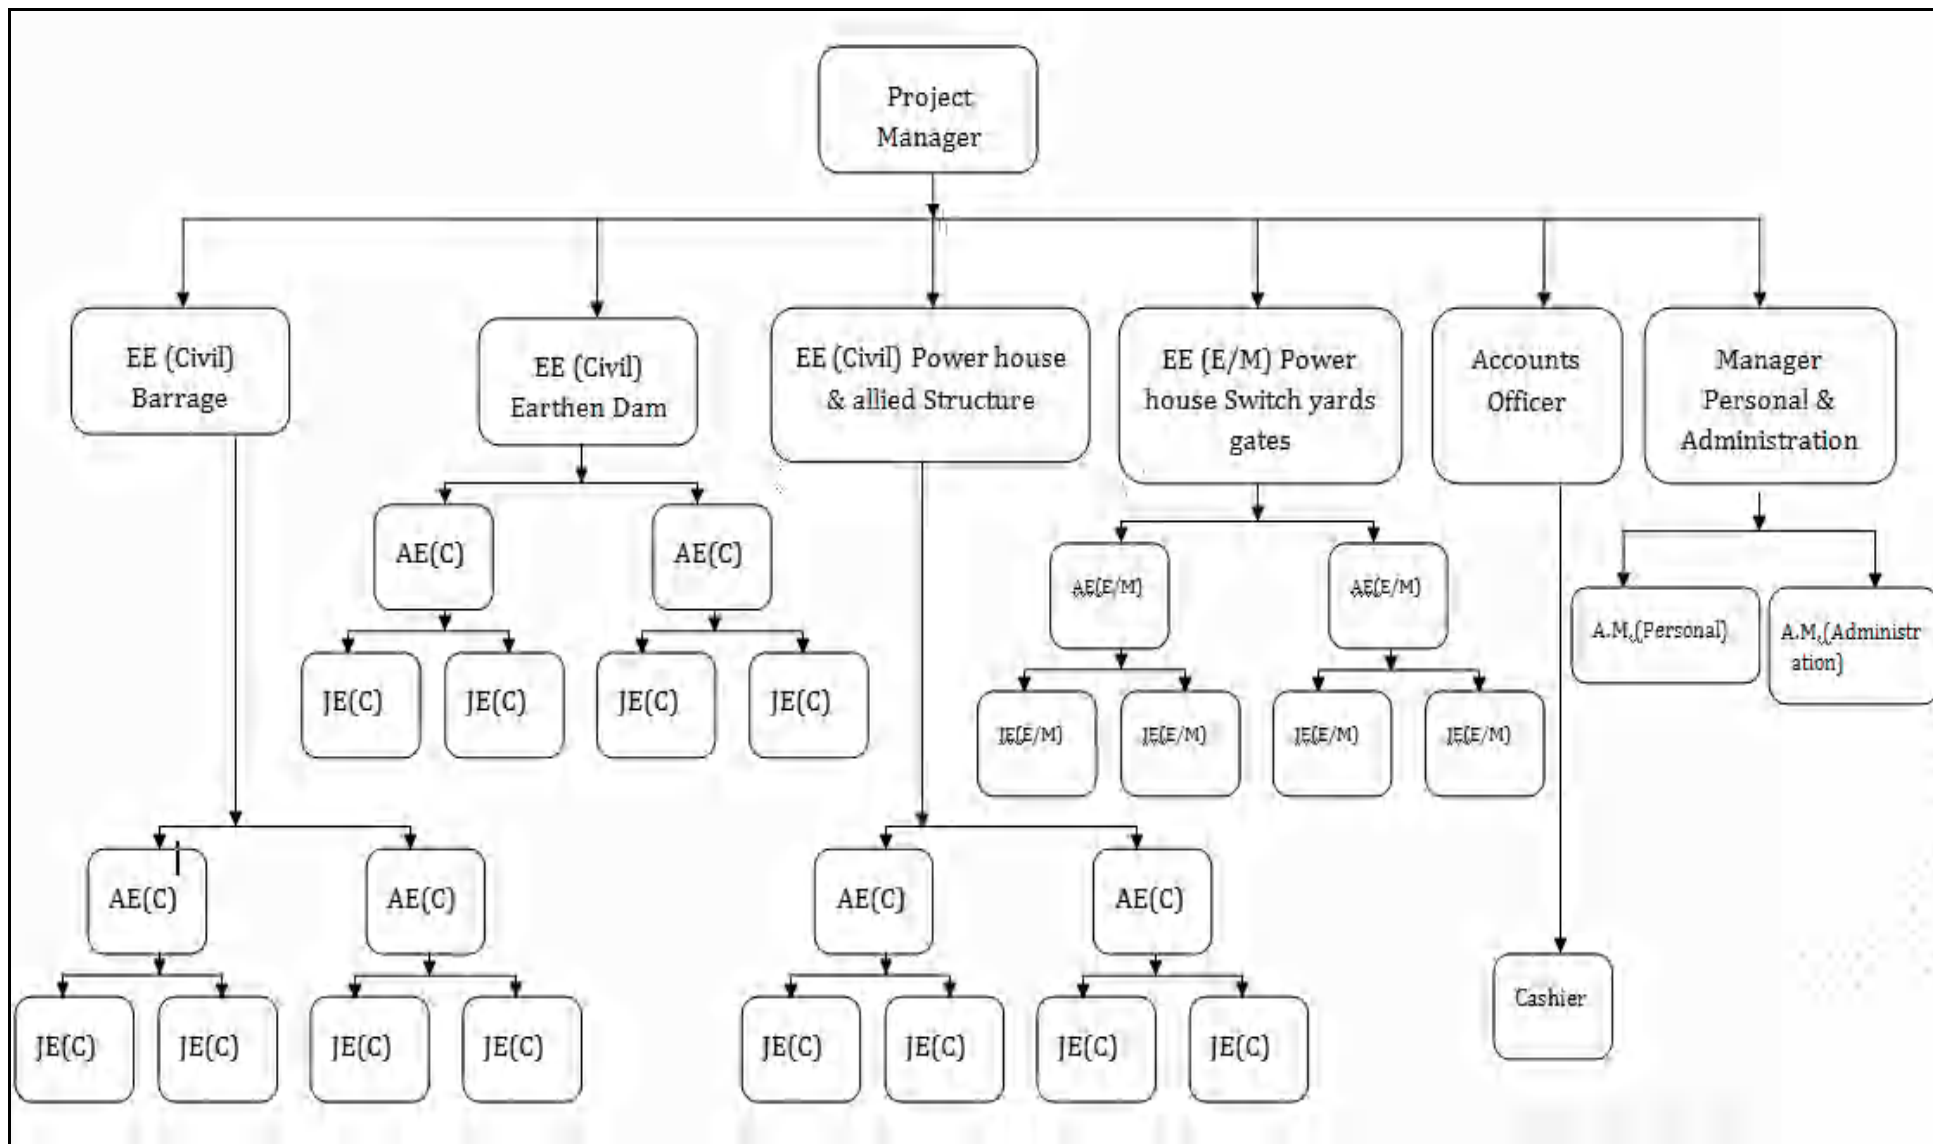 Project
Manager
EE (Civil)
Barrage
EE (Civil)
Earthen Dam
EE (Civil) Power house
& allied Structure
EE (E/M) Power
house Switch yards
gates
Accounts
Officer
Manager
Personal &
Administration
AE(C)
AE(C)
AE(E/M)
AE(E/M)
A.M.(Personal)
A.M.(Administr
ation)
JE(C)
JE(C)
JE(C)
JE(C)
JE(E/M)
JE(E/M)
JE(E/M)
JE(E/M)
AE(C)
AE(C)
AE(C)
AE(C)
Cashier
JE(C)
JE(C)
JE(C)
JE(C)
JE(C)
JE(C)
JE(C)
JE(C)